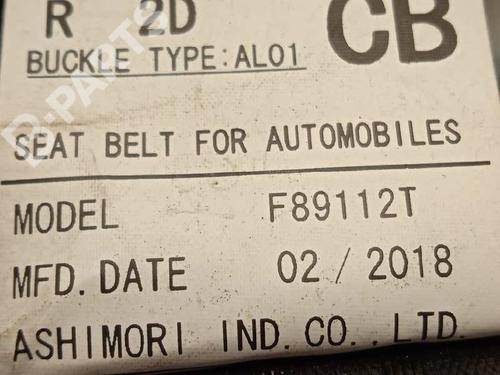 R 2D CB
BUCKLE TYPE:AL01
SEAT BELT FOR AUTOMOBILES
MODEL F89112T
MFD.DATE 02/2018
ASHIMORI IND.CO.,LTD.
D-PARTS